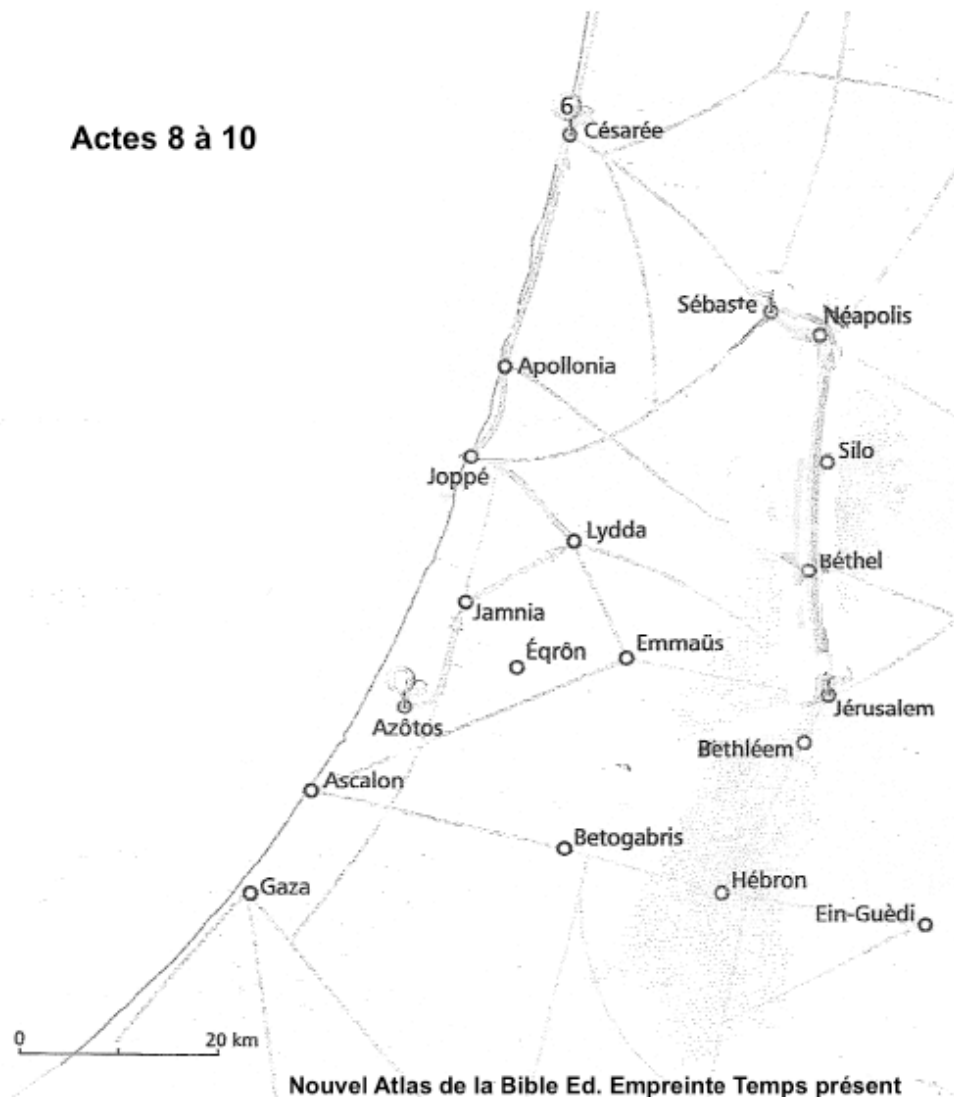 6
Césarée
Actes 8 à 10
Sébaste
Néapolis
Apollonia
Silo
Joppé
Lydda
Béthel
Jamnia
Éqrôn
Emmaüs
Azôtos
Jérusalem
Bethléem
Ascalon
Betogabris
Gaza
Hébron
Ein-Guèdi
0
20 km
Nouvel Atlas de la Bible Ed. Empreinte Temps présent